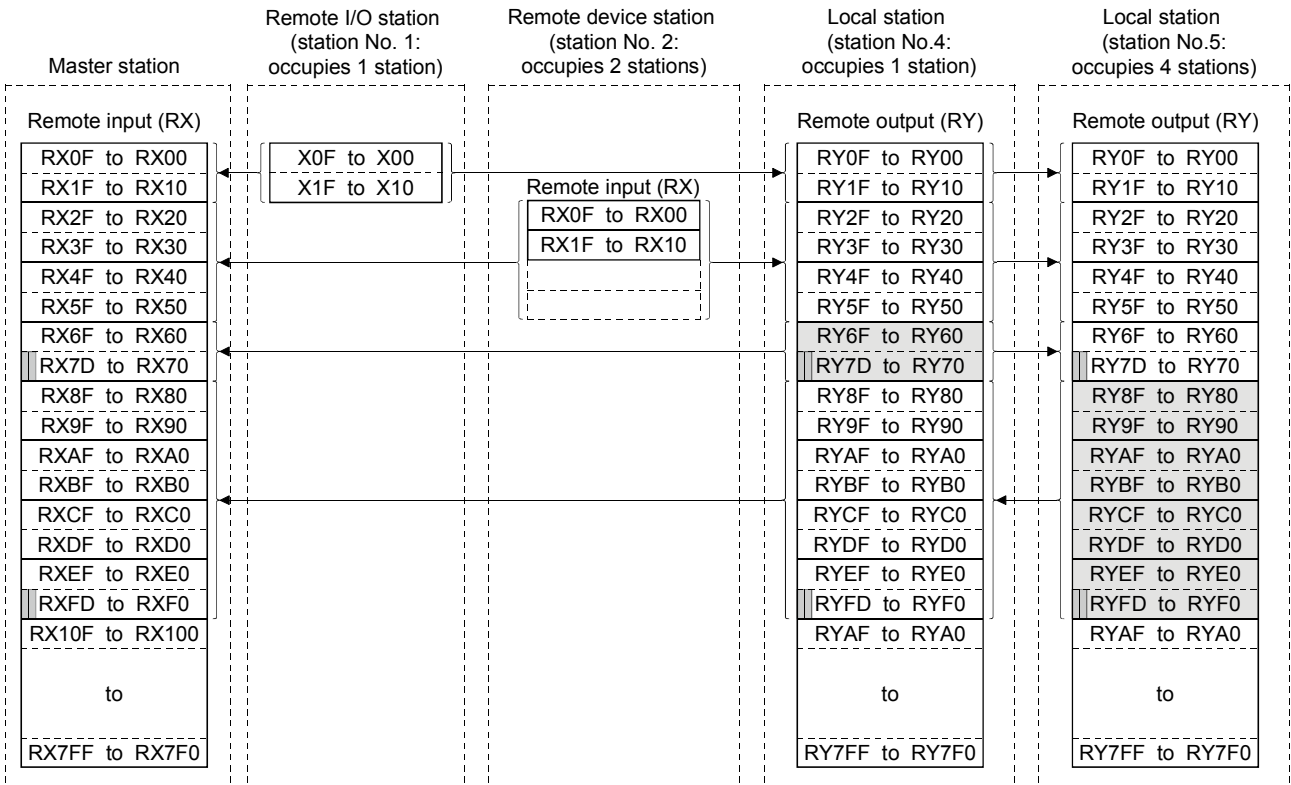 Master station
Remote I/O station
(station No. 1:
occupies 1 station)
Remote device station
(station No. 2:
occupies 2 stations)
Local station
(station No.4:
occupies 1 station)
Local station
(station No.5:
occupies 4 stations)
Remote input (RX)
RX0F to RX00
RX1F to RX10
RX2F to RX20
RX3F to RX30
RX4F to RX40
RX5F to RX50
RX6F to RX60
RX7D to RX70
RX8F to RX80
RX9F to RX90
RXAF to RXA0
RXBF to RXB0
RXCF to RXC0
RXDF to RXD0
RXEF to RXE0
RXFD to RXF0
RX10F to RX100
to
RX7FF to RX7F0
X0F to X00
X1F to X10
Remote input (RX)
RX0F to RX00
RX1F to RX10
Remote output (RY)
RY0F to RY00
RY1F to RY10
RY2F to RY20
RY3F to RY30
RY4F to RY40
RY5F to RY50
RY6F to RY60
RY7D to RY70
RY8F to RY80
RY9F to RY90
RYAF to RYA0
RYBF to RYB0
RYCF to RYC0
RYDF to RYD0
RYEF to RYE0
RYFD to RYF0
RYAF to RYA0
to
RY7FF to RY7F0
Remote output (RY)
RY0F to RY00
RY1F to RY10
RY2F to RY20
RY3F to RY30
RY4F to RY40
RY5F to RY50
RY6F to RY60
RY7D to RY70
RY8F to RY80
RY9F to RY90
RYAF to RYA0
RYBF to RYB0
RYCF to RYC0
RYDF to RYD0
RYEF to RYE0
RYFD to RYF0
RYAF to RYA0
to
RY7FF to RY7F0